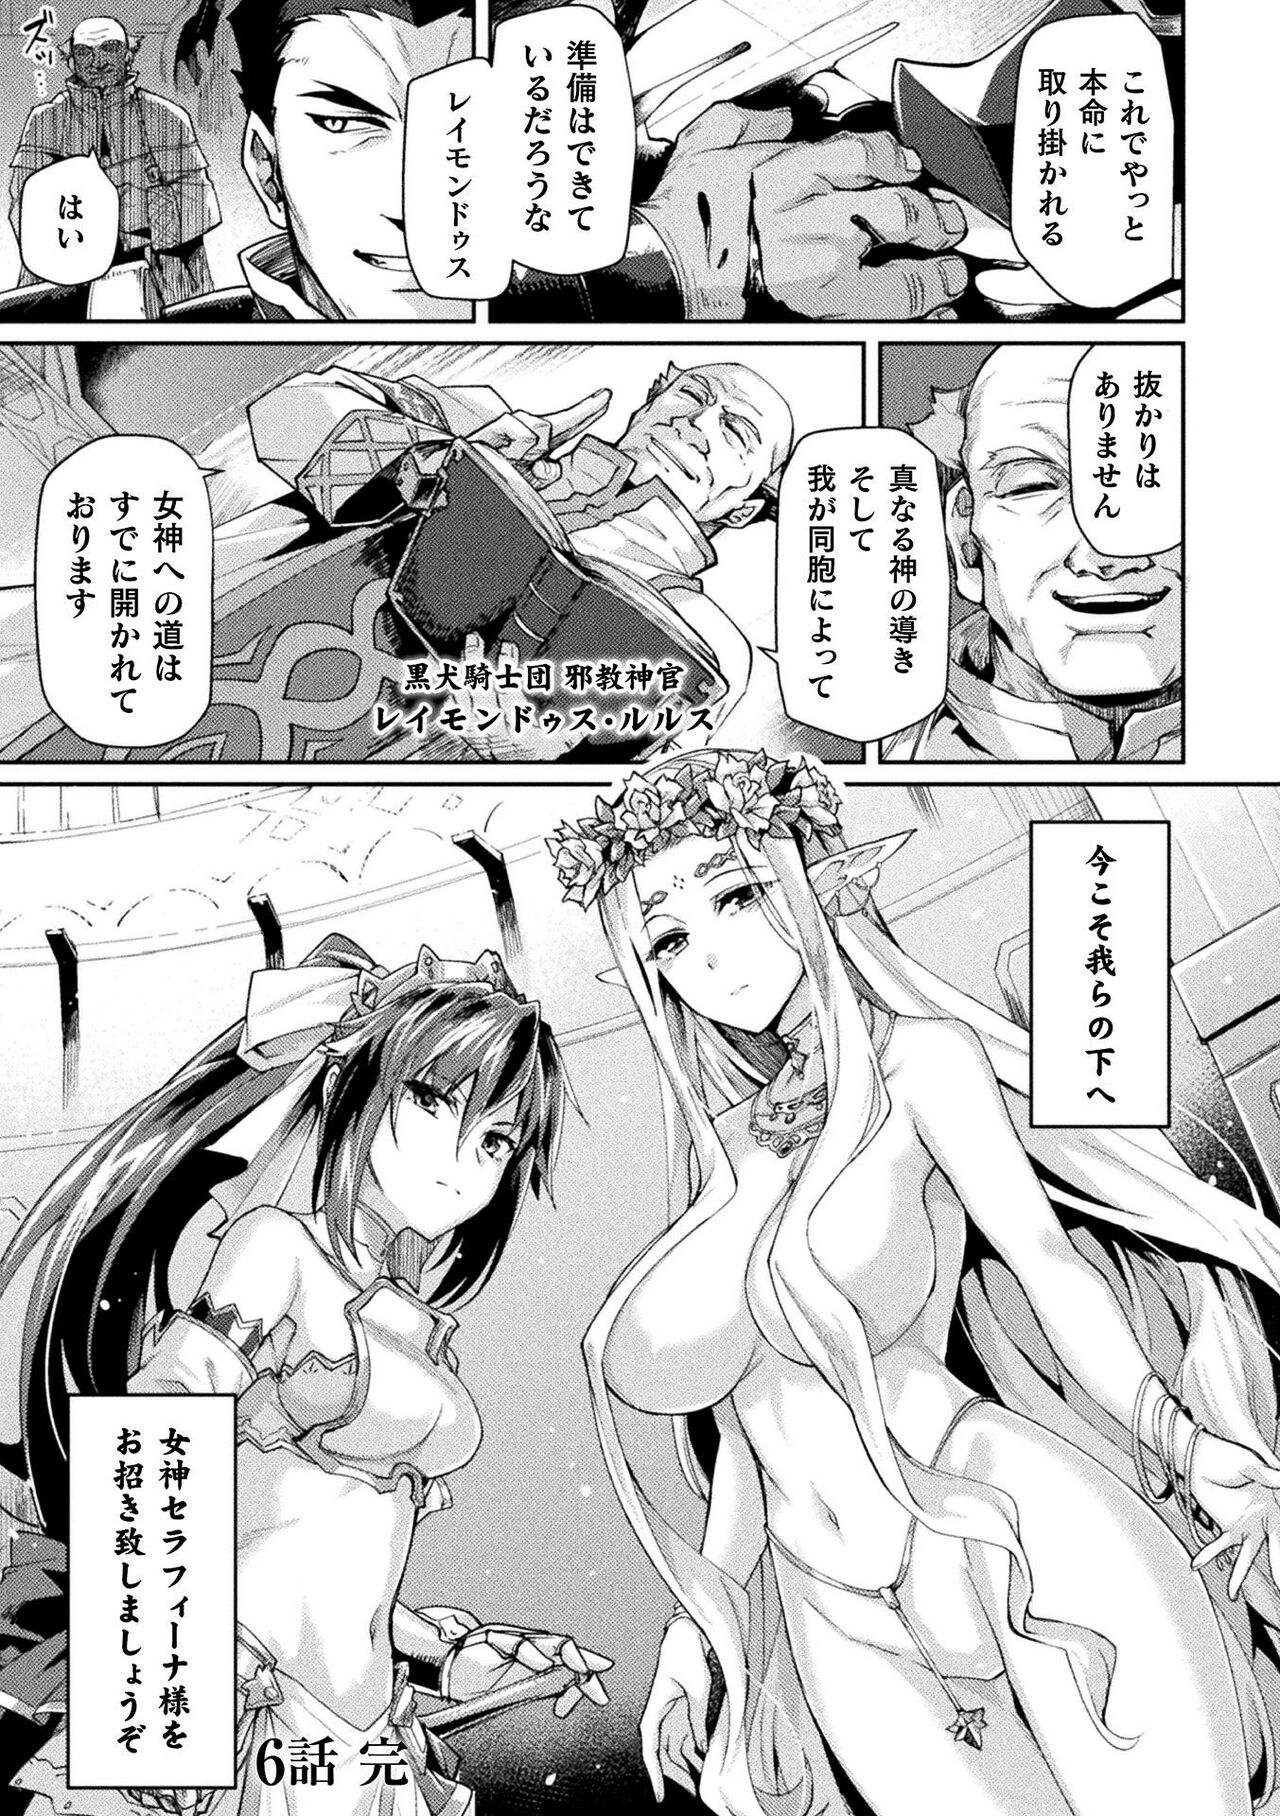 これでやっと
本命に
取り掛かれる
準備はできて
いるだろうな
レイモンドゥス
ズッ…
はい
抜かりは
ありません
真なる神の導き
そして
我が同胞によって
黒犬騎士団 邪教神官
レイモンドゥス・ルルス
女神への道は
すでに開かれて
おります
今こそ我らの下へ
女神セラフィーナ様を
お招き致しましょうぞ
6話 完